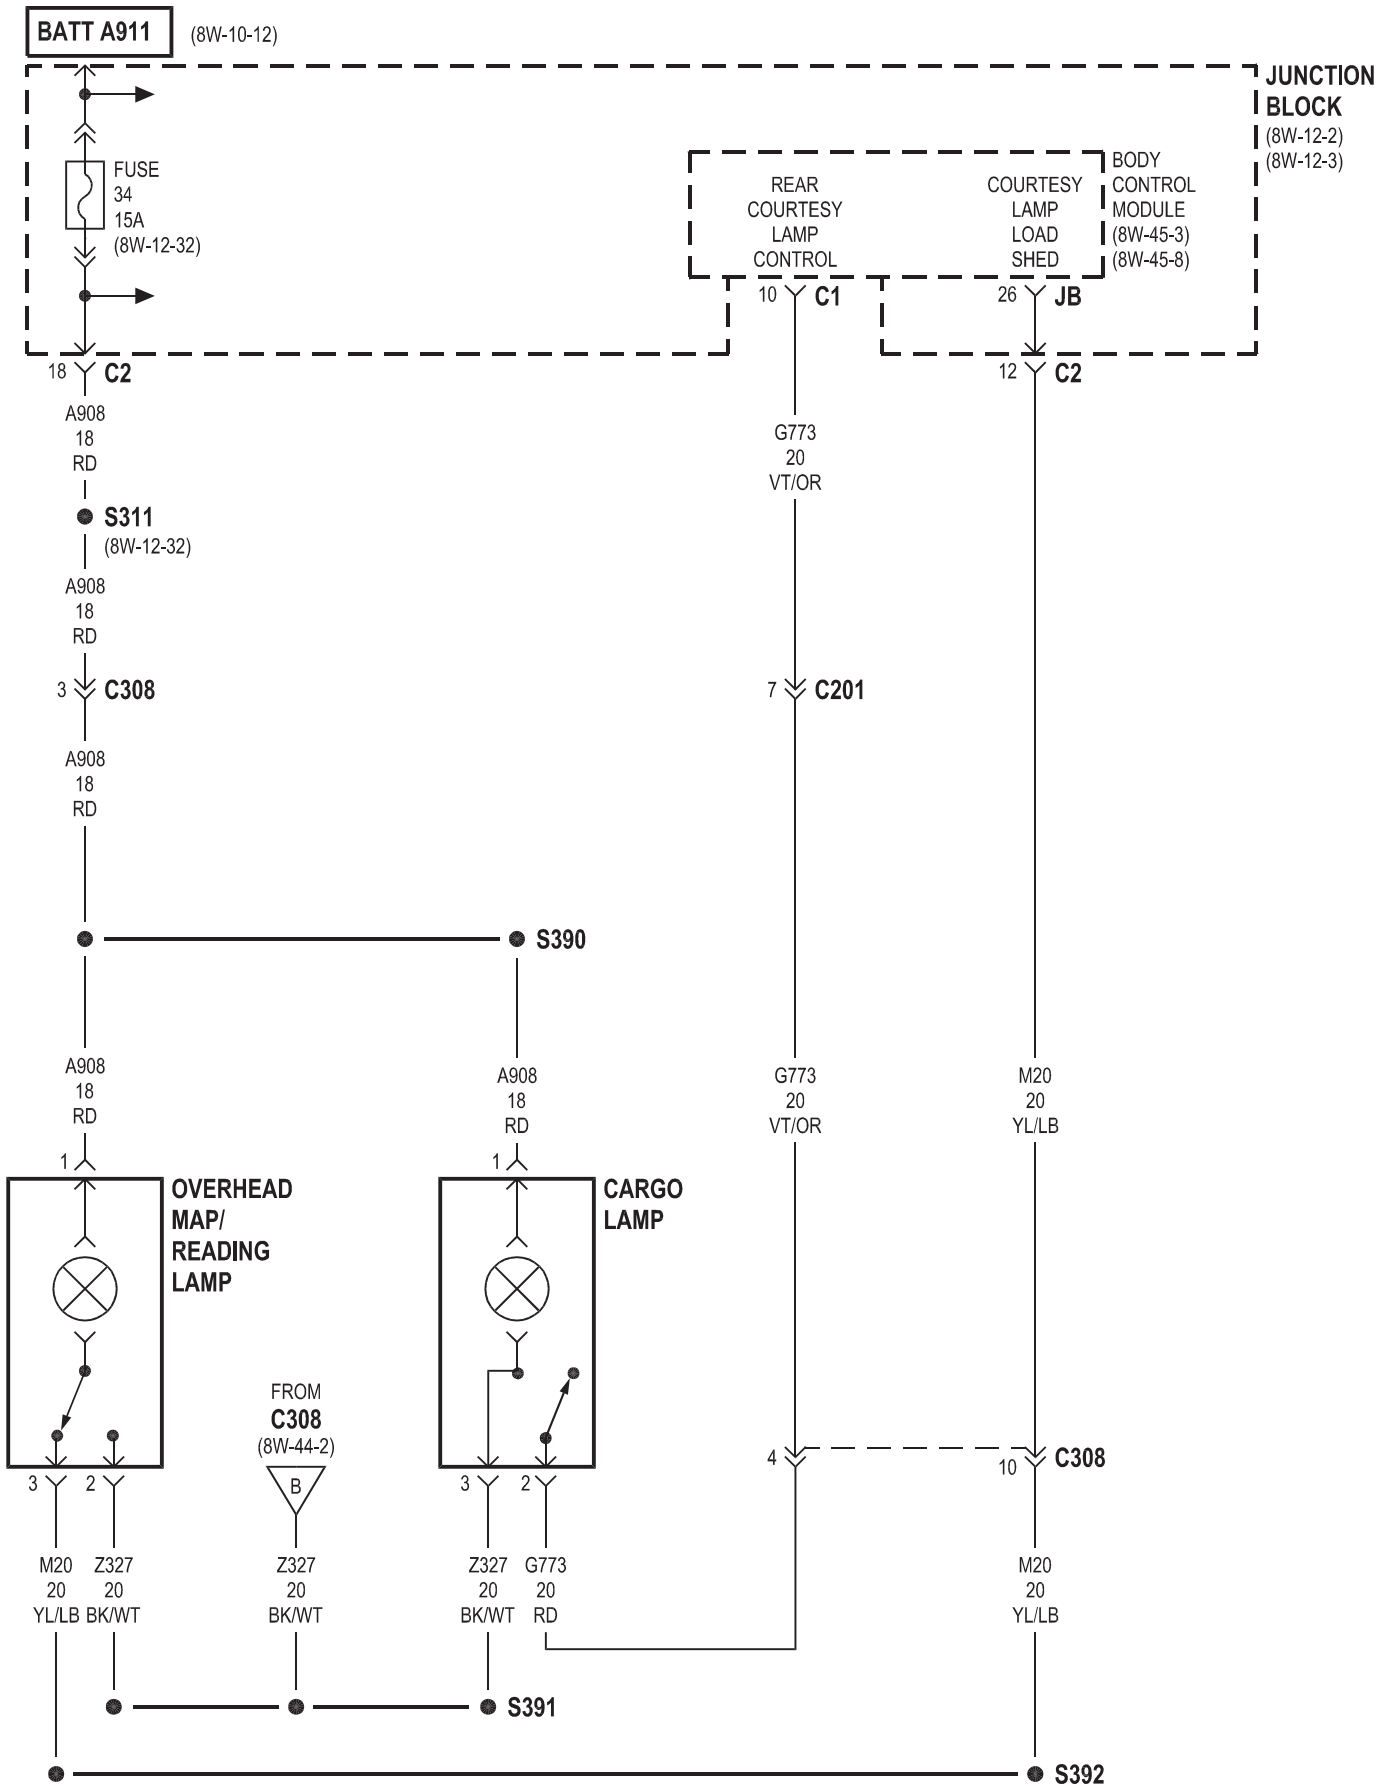 BATT A911
(8W-10-12)
JUNCTION
BLOCK
(8W-12-2)
(8W-12-3)
FUSE
34
15A
(8W-12-32)
REAR
COURTESY
LAMP
CONTROL
COURTESY
LAMP
LOAD
SHED
BODY
CONTROL
MODULE
(8W-45-3)
(8W-45-8)
10 C1
26 JB
18 C2
12 C2
A908
18
RD
G773
20
VT/OR
S311
(8W-12-32)
A908
18
RD
3 C308
7 C201
A908
18
RD
S390
A908
18
RD
A908
18
RD
G773
20
VT/OR
M20
20
YL/LB
1
1
OVERHEAD
MAP/
READING
LAMP
CARGO
LAMP
FROM
C308
(8W-44-2)
B
4
10 C308
3 2
3 2
M20
20
YL/LB
Z327
20
BK/WT
Z327
20
BK/WT
Z327
20
BK/WT
G773
20
RD
M20
20
YL/LB
S391
S392